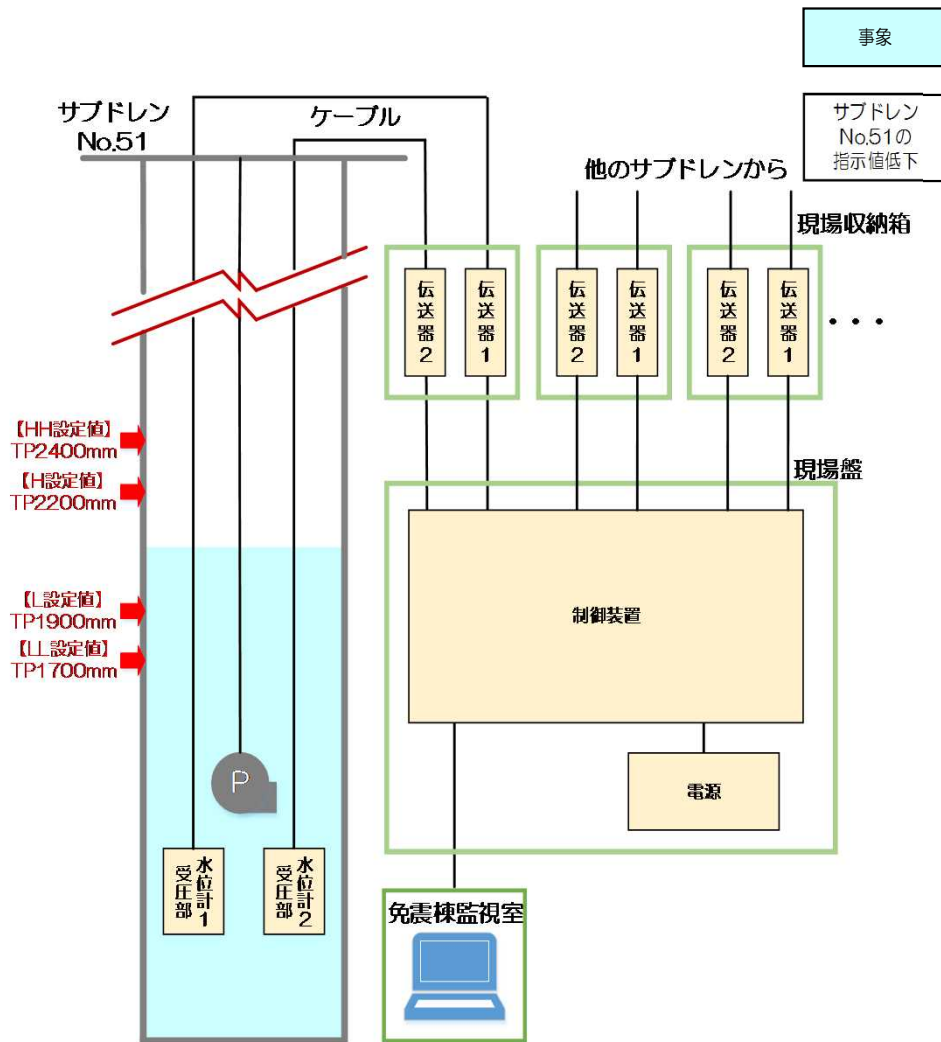 事象
サブドレン
No.51の
指示値低下
サブドレン
No.51
ケーブル
他のサブドレンから
現場収納箱
伝送器2
伝送器1
伝送器2
伝送器1
伝送器2
伝送器1
・・・
【HH設定値】
TP2400mm
【H設定値】
TP2200mm
【L設定値】
TP1900mm
【LL設定値】
TP1700mm
現場盤
制御装置
電源
P
水位計1
受圧部
水位計2
受圧部
免震棟監視室